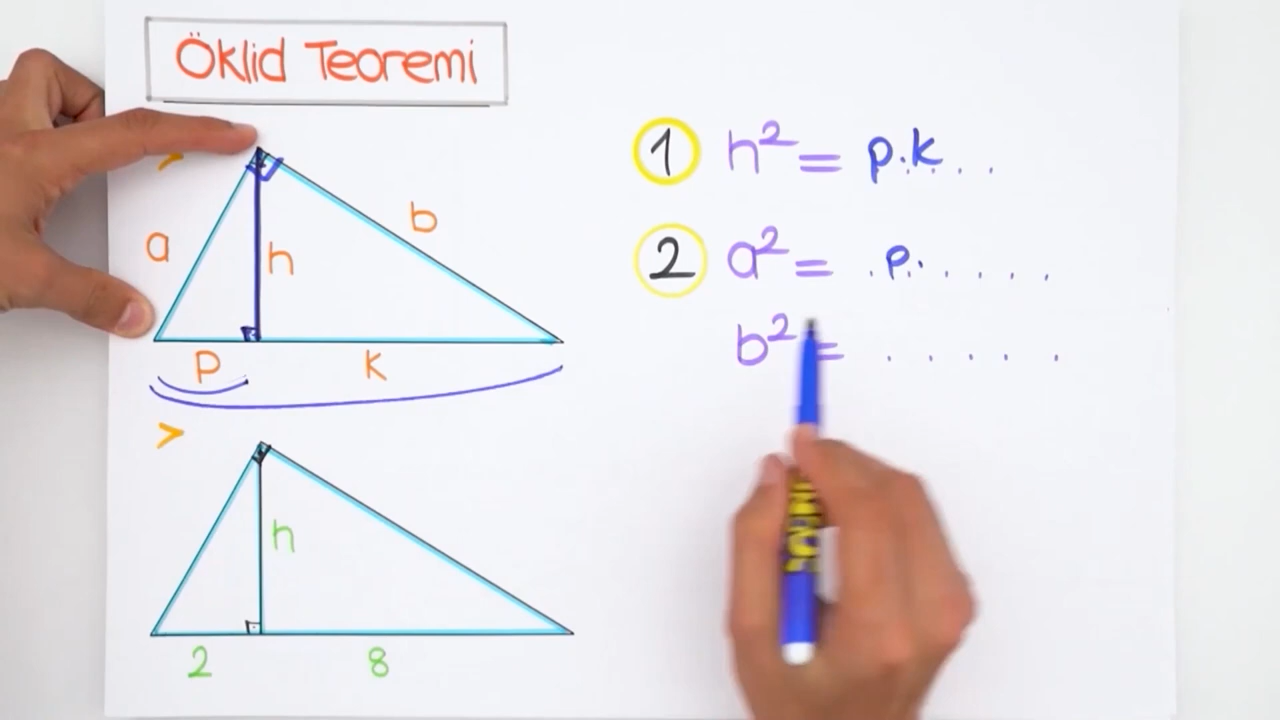 Öklid Teoremi
a
h
b
p
k
h
2
8
1 h² = p.k...
2 a² = .p......
b² = ......